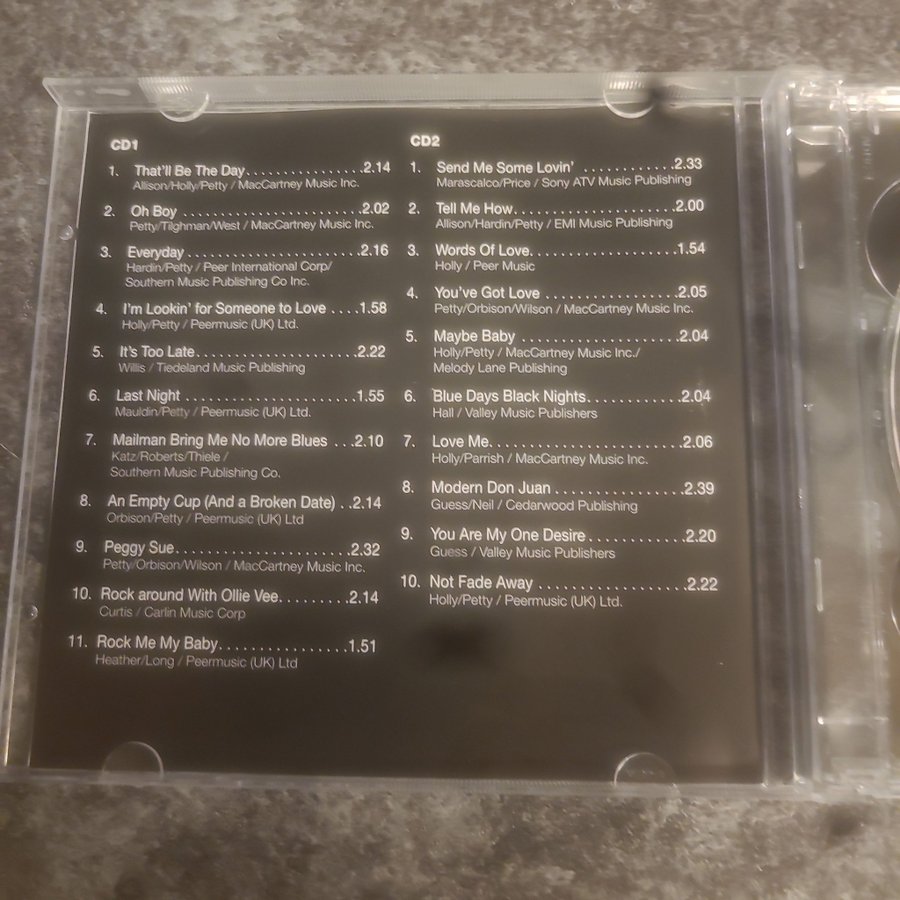 CD1
1. That'll Be The Day................2.14
Allison/Holly/Petty / MacCartney Music Inc.
2. Oh Boy ........................2.02
Petty/Tilghman/West / MacCartney Music Inc.
3. Everyday ........................2.16
Hardin/Petty / Peer International Corp/
Southern Music Publishing Co Inc.
4. I'm Lookin' for Someone to Love ....1.58
Holly/Petty / Peermusic (UK) Ltd.
5. It's Too Late......................2.22
Willis / Tiedeland Music Publishing
6. Last Night ........................1.55
Mauldin/Petty / Peermusic (UK) Ltd.
7. Mailman Bring Me No More Blues ...2.10
Katz/Roberts/Thiele /
Southern Music Publishing Co.
8. An Empty Cup (And a Broken Date) ..2.14
Orbison/Petty / Peermusic (UK) Ltd
9. Peggy Sue........................2.32
Petty/Orbison/Wilson / MacCartney Music Inc.
10. Rock around With Ollie Vee.........2.14
Curtis / Carlin Music Corp
11. Rock Me My Baby.................1.51
Heather/Long / Peermusic (UK) Ltd
CD2
1. Send Me Some Lovin' ............2.33
Marascalco/Price / Sony ATV Music Publishing
2. Tell Me How......................2.00
Allison/Hardin/Petty / EMI Music Publishing
3. Words Of Love....................1.54
Holly / Peer Music
4. You've Got Love ..................2.05
Petty/Orbison/Wilson / MacCartney Music Inc.
5. Maybe Baby .....................2.04
Holly/Petty / MacCartney Music Inc./
Melody Lane Publishing
6. Blue Days Black Nights.............2.04
Hall / Valley Music Publishers
7. Love Me..........................2.06
Holly/Parrish / MacCartney Music Inc.
8. Modern Don Juan .................2.39
Guess/Neil / Cedarwood Publishing
9. You Are My One Desire .............2.20
Guess / Valley Music Publishers
10. Not Fade Away ....................2.22
Holly/Petty / Peermusic (UK) Ltd.